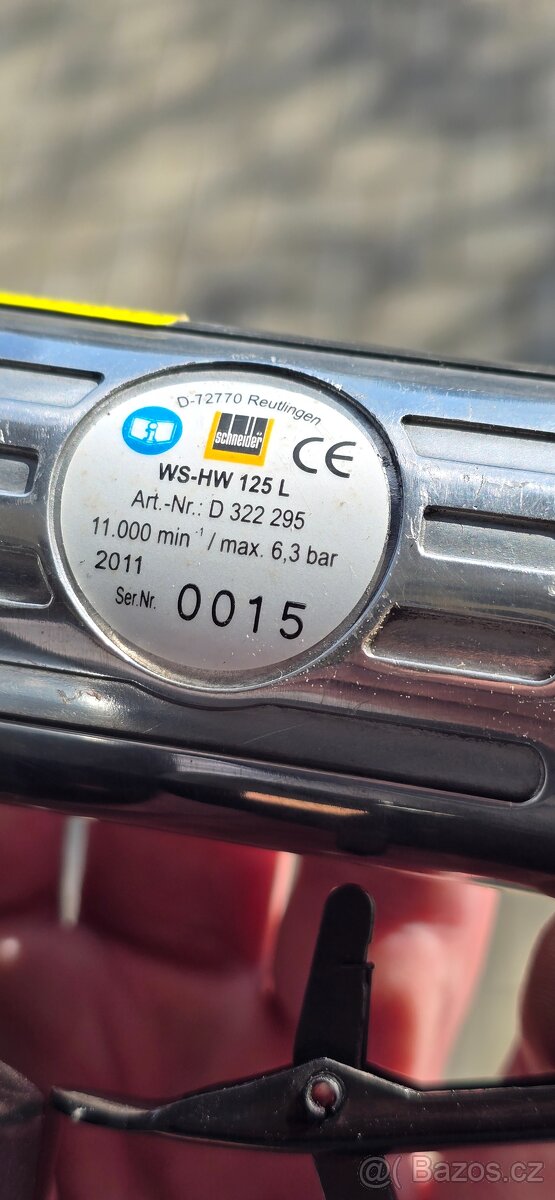 D-72770 Reutlingen
schneider
CE
WS-HW 125 L
Art.-Nr.: D 322 295
11.000 min⁻¹ / max. 6,3 bar
2011
Ser.Nr. 0015
@( Bazoš.cz